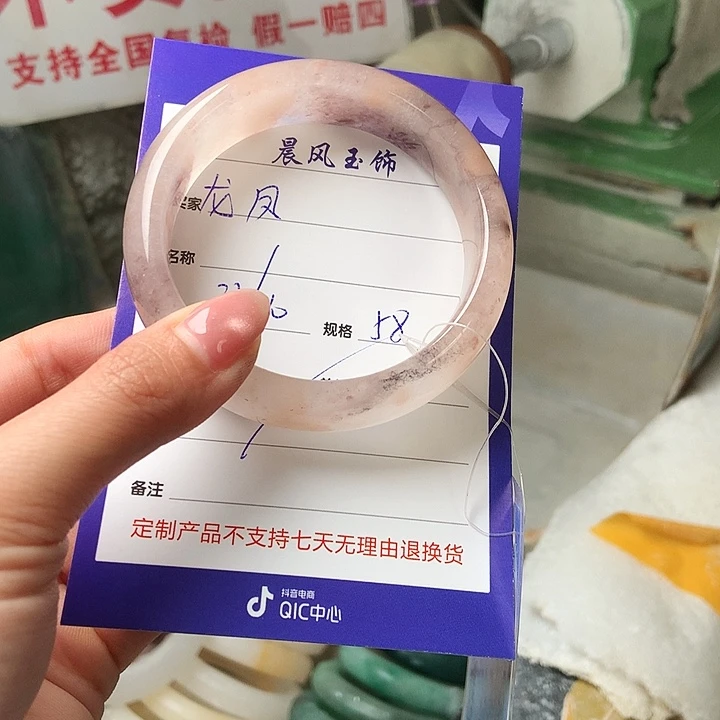 支持全国复检 假一赔四
晨风玉饰
家 龙凤
名称
规格 58
备注
定制产品不支持七天无理由退换货
抖音电商
QIC中心